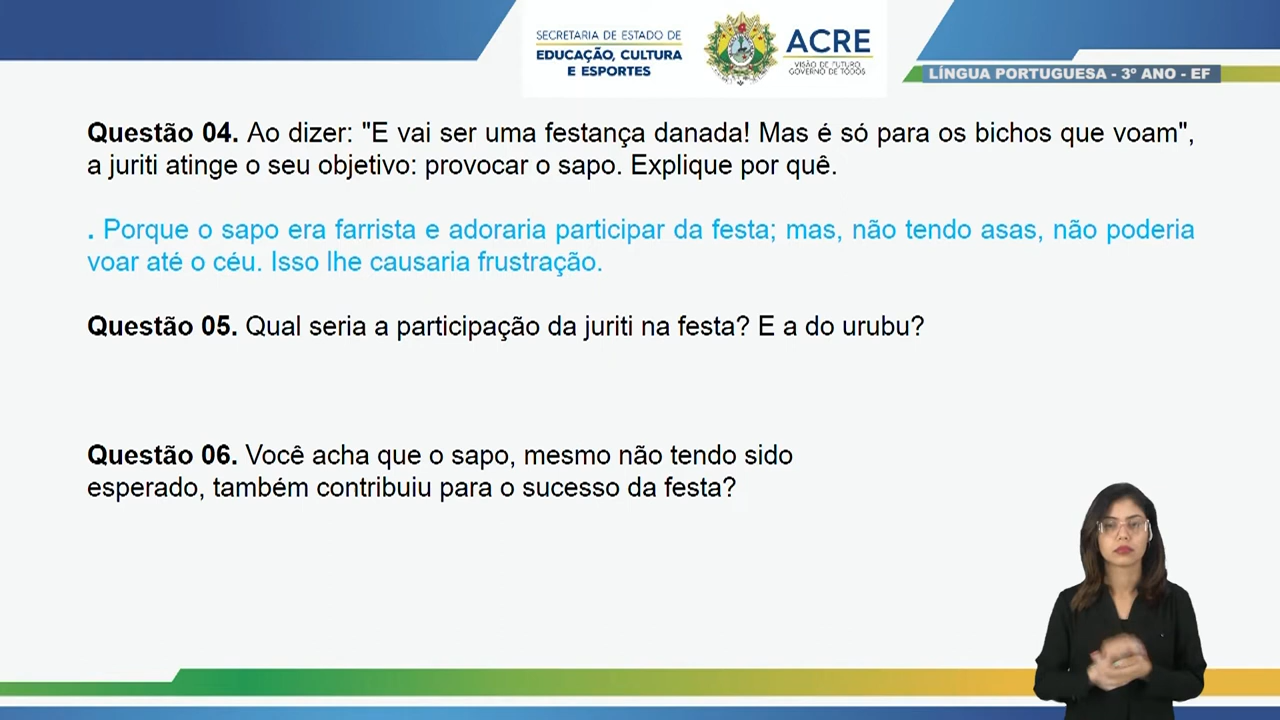 SECRETARIA DE ESTADO DE
EDUCAÇÃO, CULTURA
E ESPORTES
ACRE
VISÃO DE FUTURO,
GOVERNO DE TODOS
LÍNGUA PORTUGUESA - 3º ANO - EF
Questão 04. Ao dizer: "E vai ser uma festança danada! Mas é só para os bichos que voam",
a juriti atinge o seu objetivo: provocar o sapo. Explique por quê.
. Porque o sapo era farrista e adoraria participar da festa; mas, não tendo asas, não poderia
voar até o céu. Isso lhe causaria frustração.
Questão 05. Qual seria a participação da juriti na festa? E a do urubu?
Questão 06. Você acha que o sapo, mesmo não tendo sido
esperado, também contribuiu para o sucesso da festa?